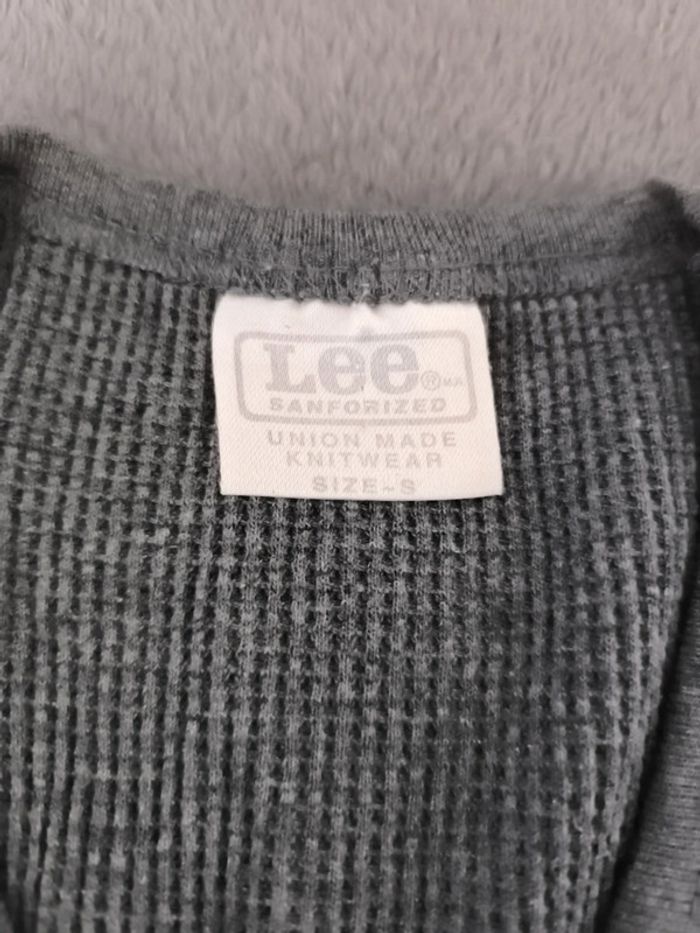 Lee® M.R.
SANFORIZED
UNION MADE
KNITWEAR
SIZE-S